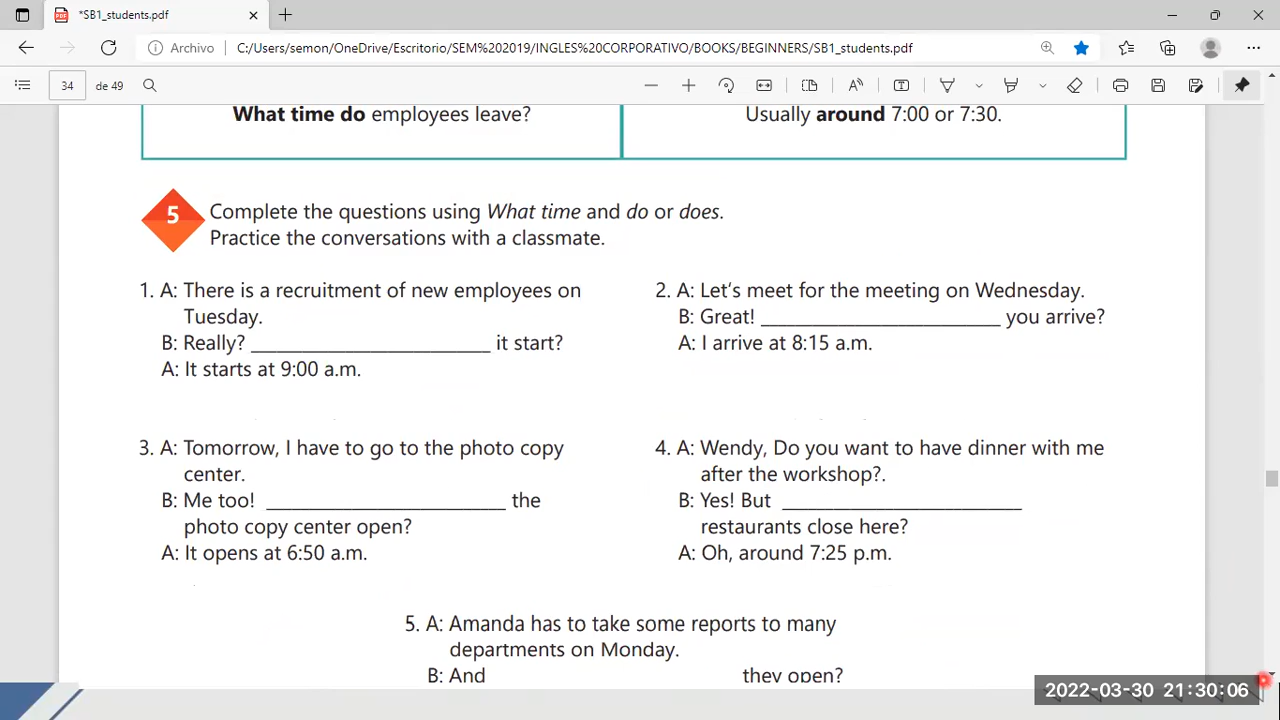 *SB1_students.pdf
Archivo
C:/Users/semon/OneDrive/Escritorio/SEM%202019/INGLES%20CORPORATIVO/BOOKS/BEGINNERS/SB1_students.pdf
34 de 49
What time do employees leave?
Usually around 7:00 or 7:30.
5
Complete the questions using What time and do or does.
Practice the conversations with a classmate.
1. A: There is a recruitment of new employees on
Tuesday.
B: Really? ________________________ it start?
A: It starts at 9:00 a.m.
2. A: Let's meet for the meeting on Wednesday.
B: Great! ________________________ you arrive?
A: I arrive at 8:15 a.m.
3. A: Tomorrow, I have to go to the photo copy
center.
B: Me too! ________________________ the
photo copy center open?
A: It opens at 6:50 a.m.
4. A: Wendy, Do you want to have dinner with me
after the workshop?.
B: Yes! But ________________________
restaurants close here?
A: Oh, around 7:25 p.m.
5. A: Amanda has to take some reports to many
departments on Monday.
B: And they open?
2022-03-30 21:30:06